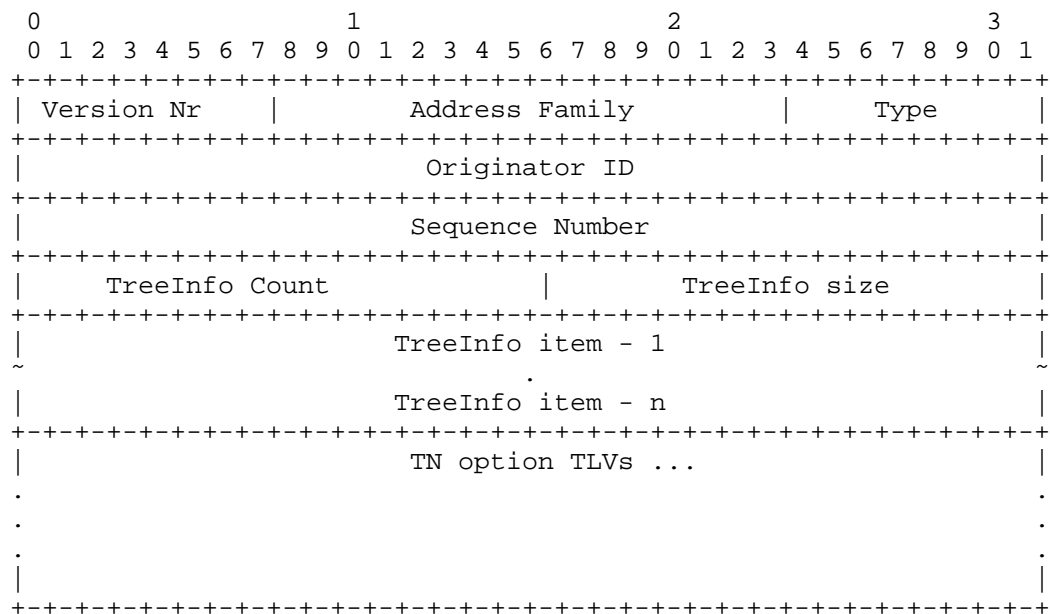 0                   1                   2                   3
 0 1 2 3 4 5 6 7 8 9 0 1 2 3 4 5 6 7 8 9 0 1 2 3 4 5 6 7 8 9 0 1
+-+-+-+-+-+-+-+-+-+-+-+-+-+-+-+-+-+-+-+-+-+-+-+-+-+-+-+-+-+-+-+-+
| Version Nr    |        Address Family         |     Type      |
+-+-+-+-+-+-+-+-+-+-+-+-+-+-+-+-+-+-+-+-+-+-+-+-+-+-+-+-+-+-+-+-+
|                         Originator ID                         |
+-+-+-+-+-+-+-+-+-+-+-+-+-+-+-+-+-+-+-+-+-+-+-+-+-+-+-+-+-+-+-+-+
|                        Sequence Number                        |
+-+-+-+-+-+-+-+-+-+-+-+-+-+-+-+-+-+-+-+-+-+-+-+-+-+-+-+-+-+-+-+-+
|     TreeInfo Count             |        TreeInfo size         |
+-+-+-+-+-+-+-+-+-+-+-+-+-+-+-+-+-+-+-+-+-+-+-+-+-+-+-+-+-+-+-+-+
|                       TreeInfo item - 1                       |
~                               .                               ~
|                       TreeInfo item - n                       |
+-+-+-+-+-+-+-+-+-+-+-+-+-+-+-+-+-+-+-+-+-+-+-+-+-+-+-+-+-+-+-+-+
|                        TN option TLVs ...                     |
.                                                               .
.                                                               .
.                                                               .
|                                                               |
+-+-+-+-+-+-+-+-+-+-+-+-+-+-+-+-+-+-+-+-+-+-+-+-+-+-+-+-+-+-+-+-+